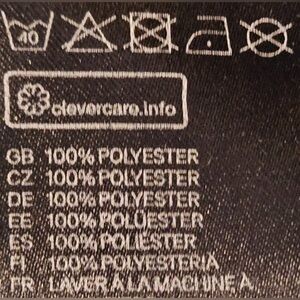 40
clevercare.info
GB 100% POLYESTER
CZ 100% POLYESTER
DE 100% POLYESTER
EE 100% POLÜESTER
ES 100% POLIÉSTER
FI 100% POLYESTERIA
FR LAVER A LA MACHINE A